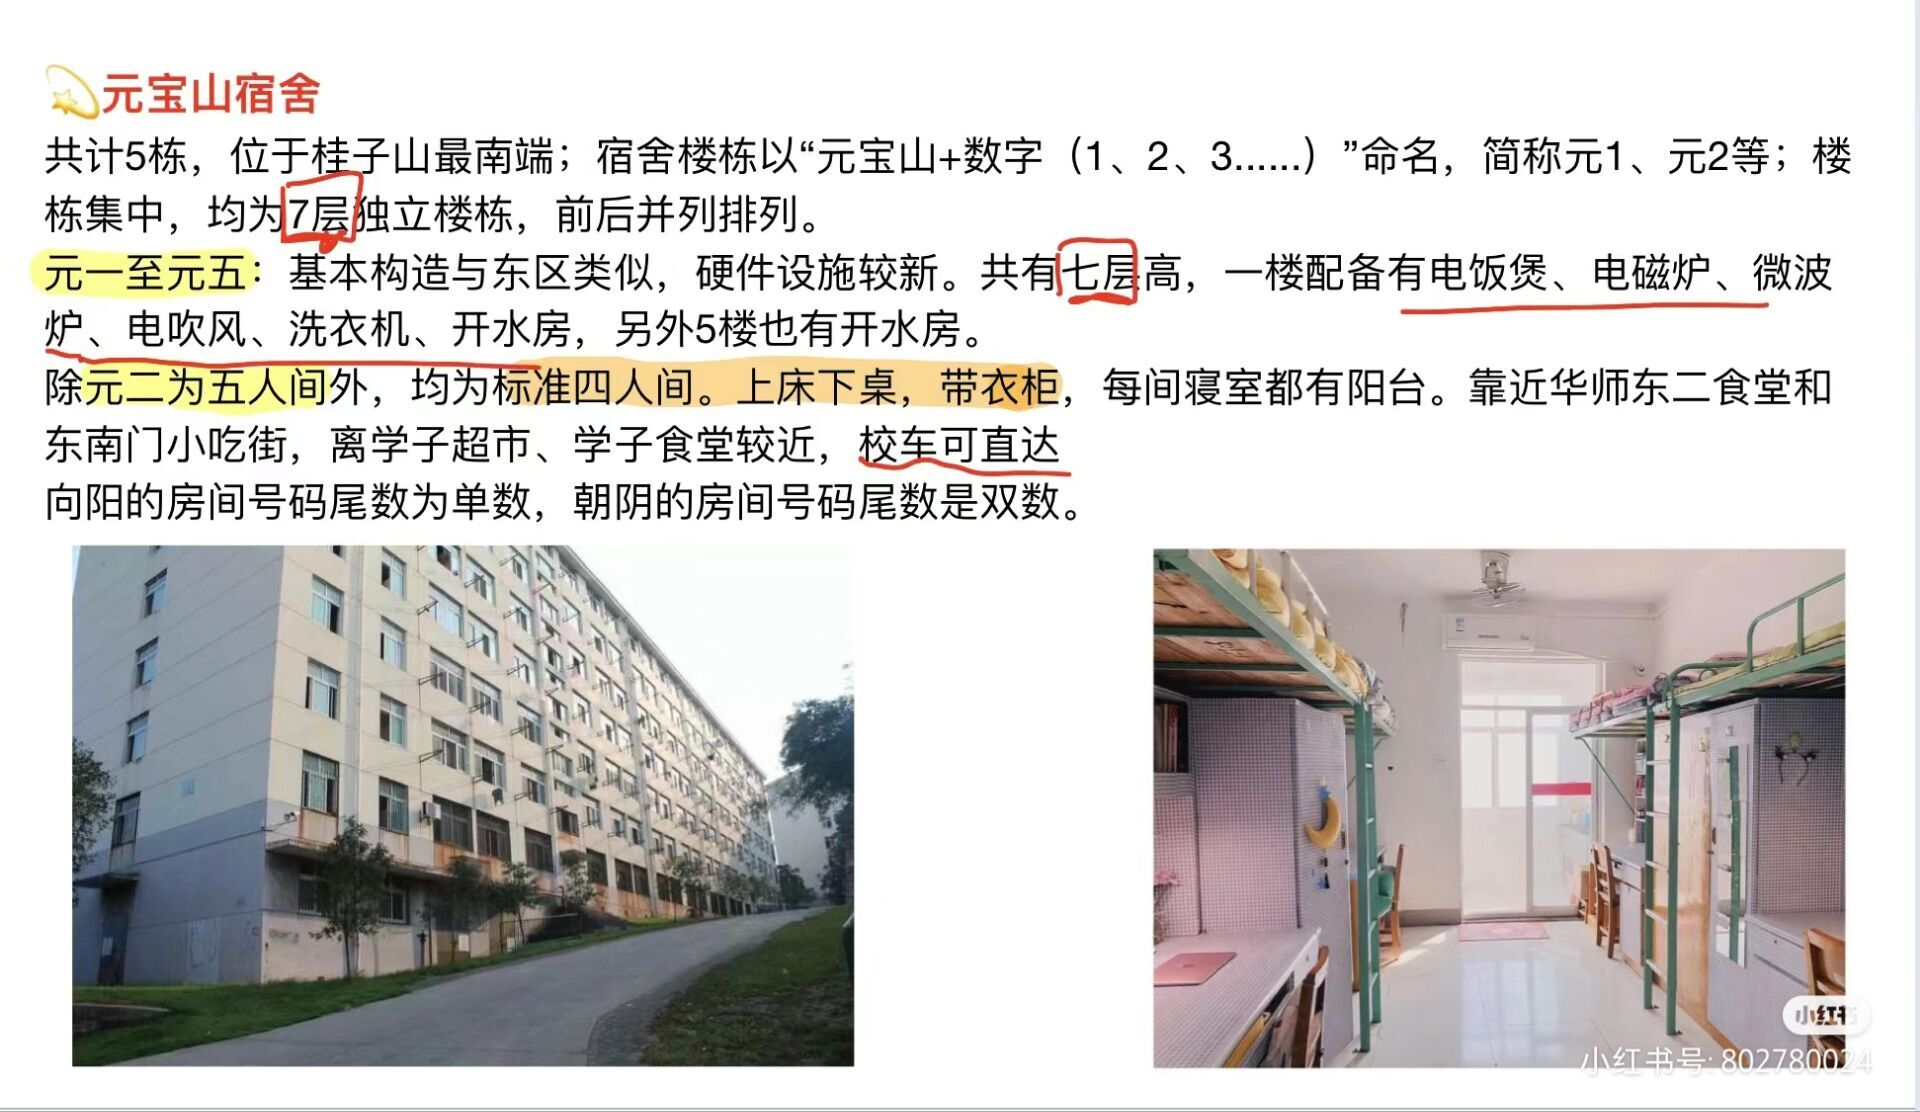 元宝山宿舍
共计5栋，位于桂子山最南端；宿舍楼栋以“元宝山+数字（1、2、3......）”命名，简称元1、元2等；楼
栋集中，均为7层独立楼栋，前后并列排列。
元一至元五：基本构造与东区类似，硬件设施较新。共有七层高，一楼配备有电饭煲、电磁炉、微波
炉、电吹风、洗衣机、开水房，另外5楼也有开水房。
除元二为五人间外，均为标准四人间。上床下桌，带衣柜，每间寝室都有阳台。靠近华师东二食堂和
东南门小吃街，离学子超市、学子食堂较近，校车可直达
向阳的房间号码尾数为单数，朝阴的房间号码尾数是双数。
小红书
小红书号: 802780024